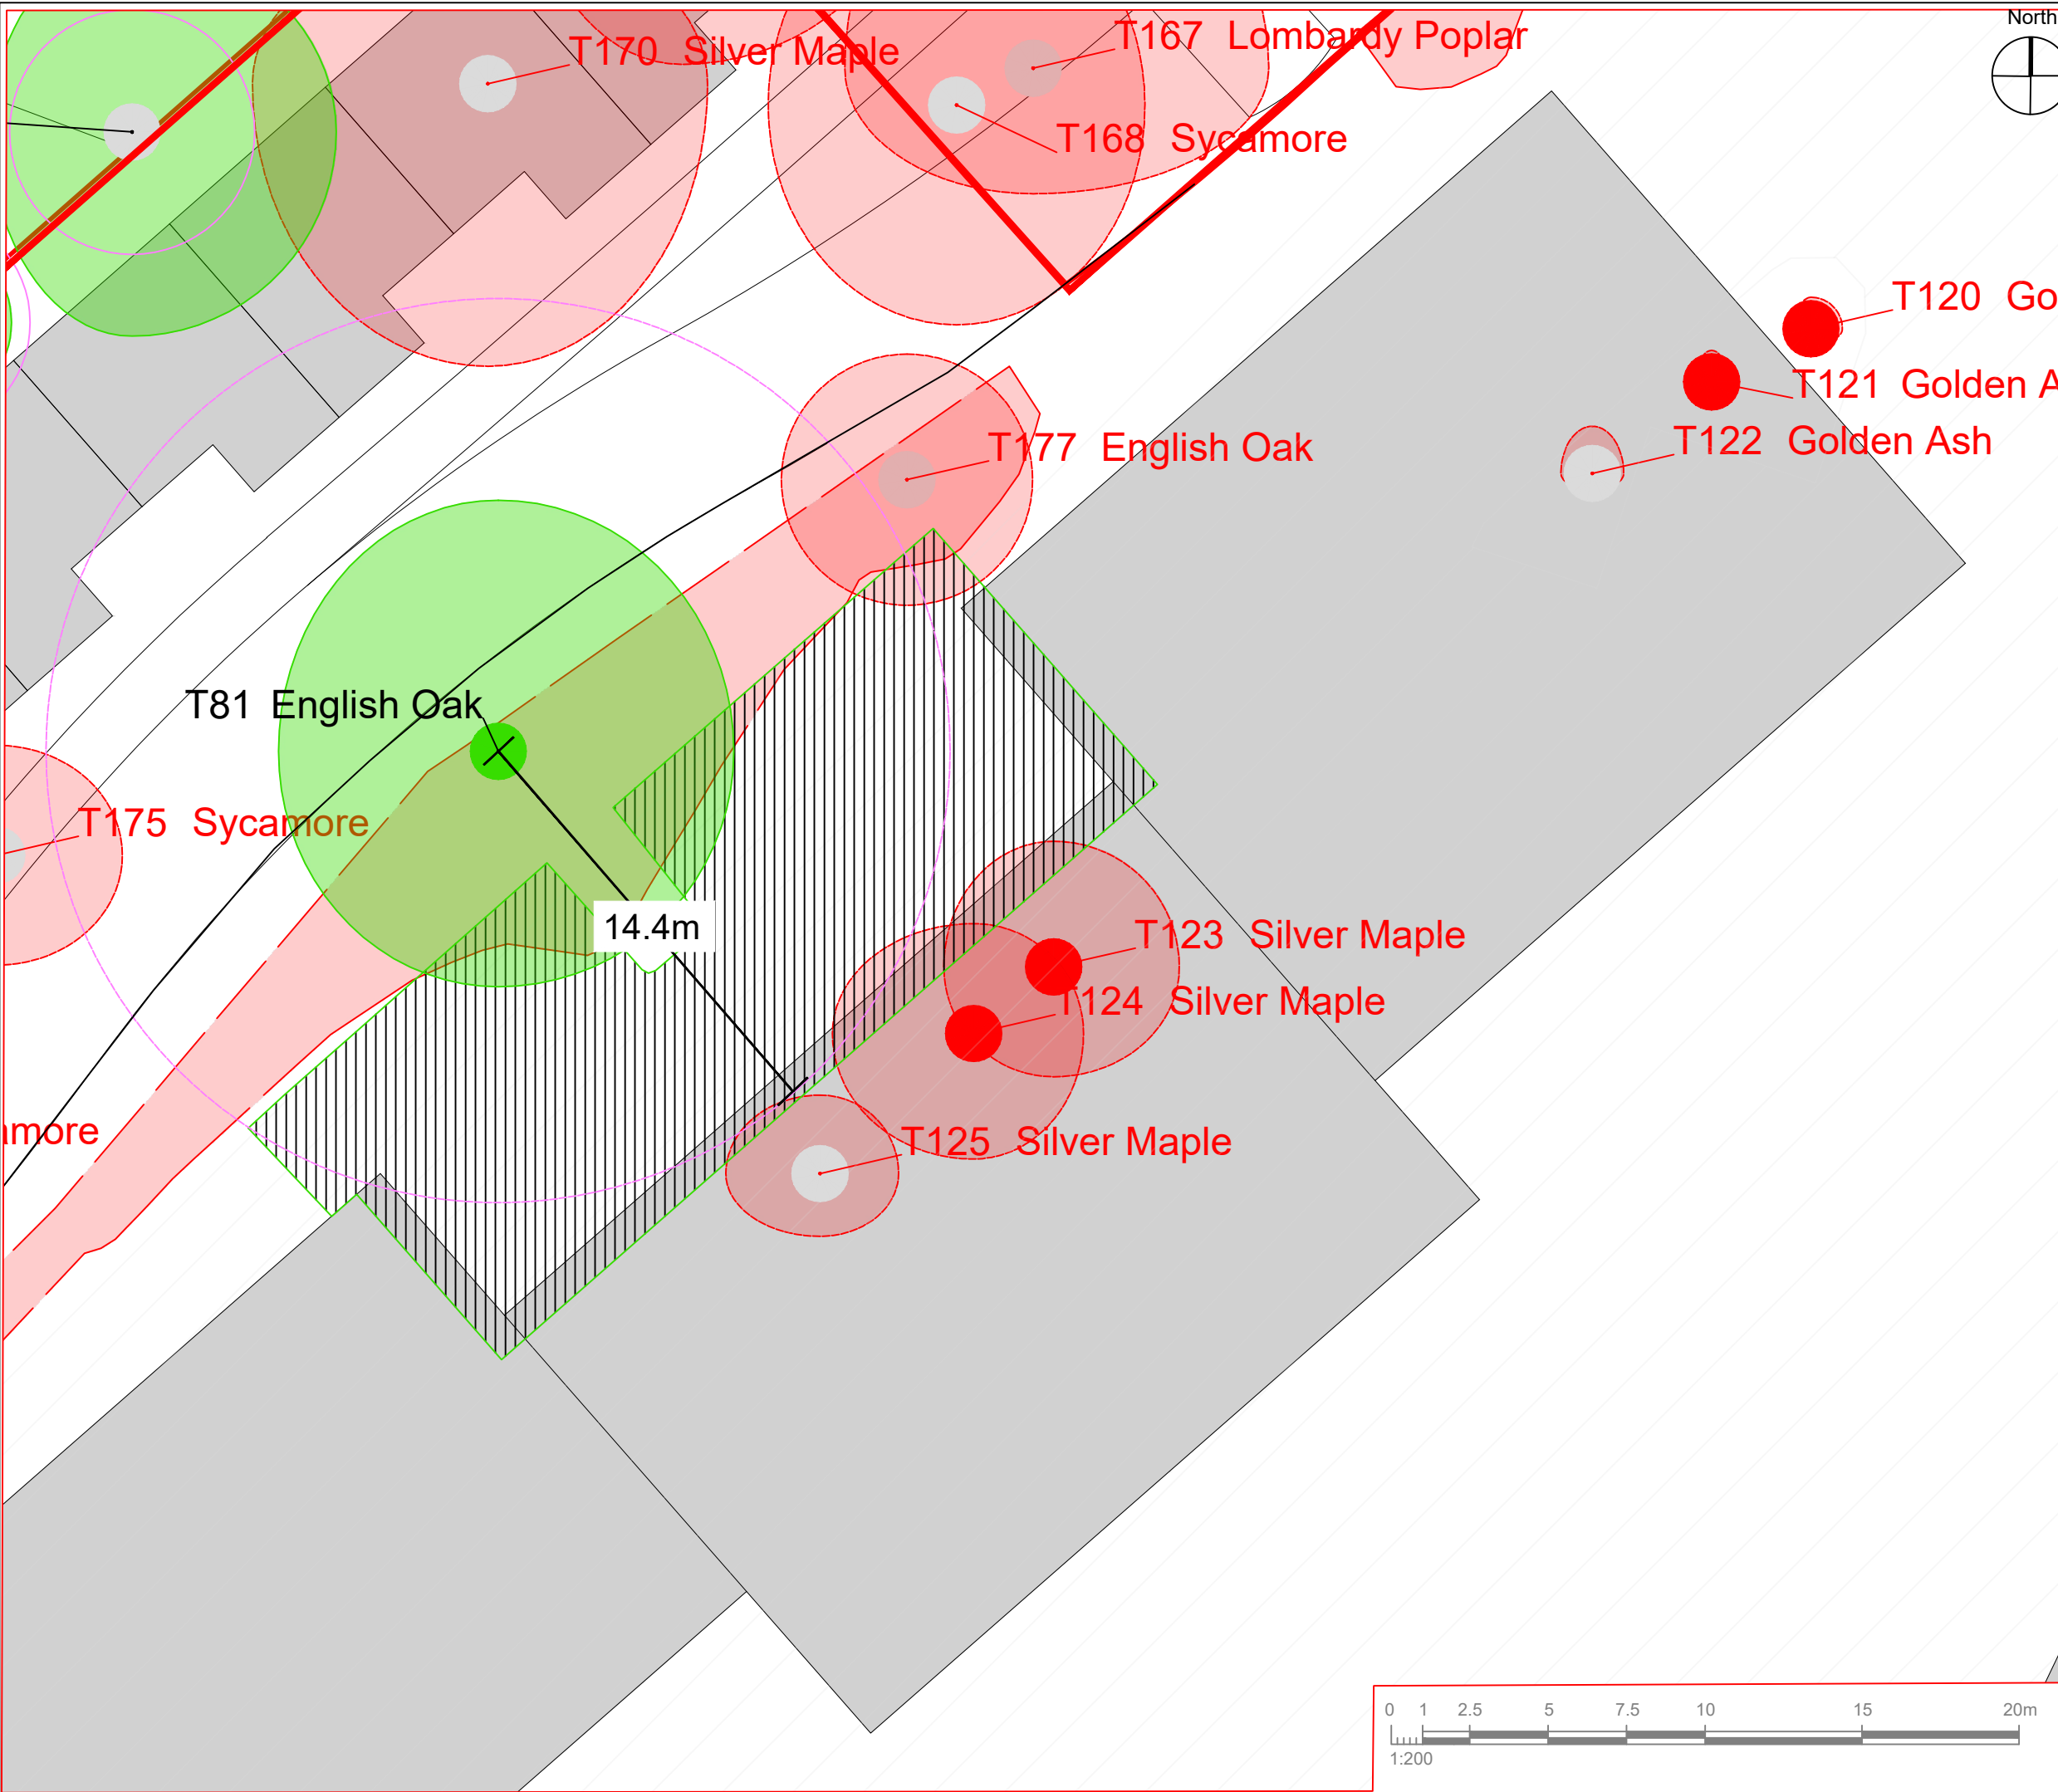 North
T170 Silver Maple
T167 Lombardy Poplar
T168 Sycamore
T120 Go
T121 Golden A
T122 Golden Ash
T177 English Oak
T81 English Oak
T175 Sycamore
14.4m
T123 Silver Maple
T124 Silver Maple
amore
T125 Silver Maple
0 1 2.5 5 7.5 10 15 20m
1:200